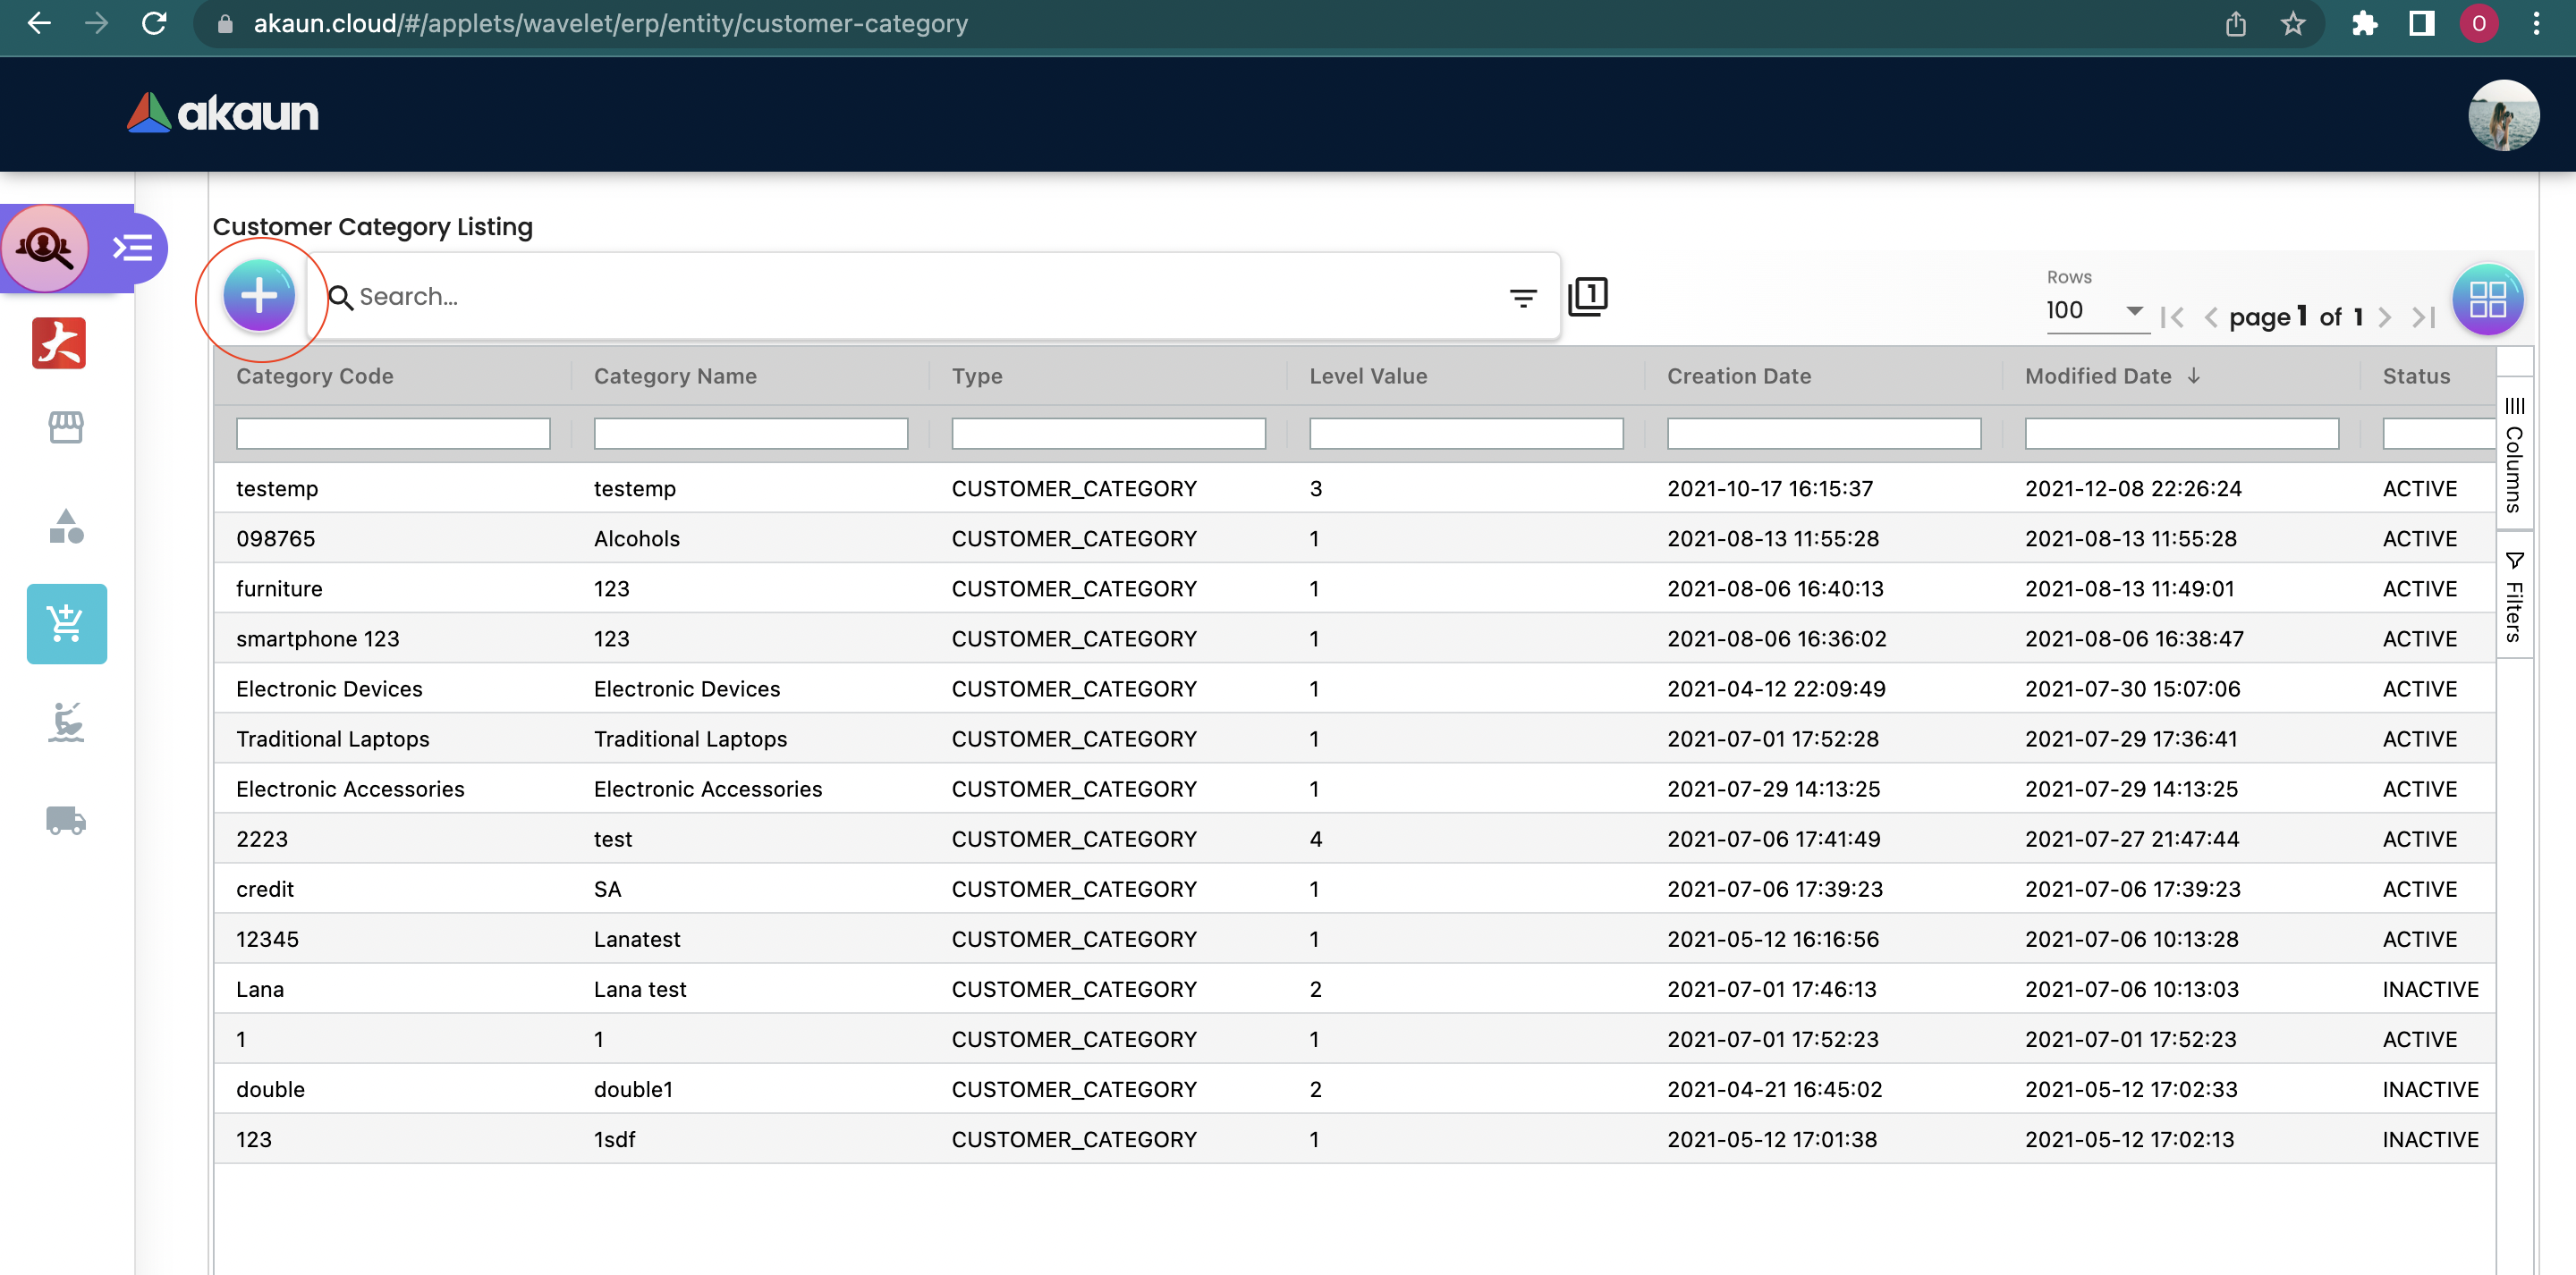 akaun.cloud/#/applets/wavelet/erp/entity/customer-category
O
akaun
Customer Category Listing
Search...
1
Rows
100
page 1 of 1
Category Code Category Name Type Level Value Creation Date Modified Date Status
testemp testemp CUSTOMER_CATEGORY 3 2021-10-17 16:15:37 2021-12-08 22:26:24 ACTIVE
098765 Alcohols CUSTOMER_CATEGORY 1 2021-08-13 11:55:28 2021-08-13 11:55:28 ACTIVE
furniture 123 CUSTOMER_CATEGORY 1 2021-08-06 16:40:13 2021-08-13 11:49:01 ACTIVE
smartphone 123 123 CUSTOMER_CATEGORY 1 2021-08-06 16:36:02 2021-08-06 16:38:47 ACTIVE
Electronic Devices Electronic Devices CUSTOMER_CATEGORY 1 2021-04-12 22:09:49 2021-07-30 15:07:06 ACTIVE
Traditional Laptops Traditional Laptops CUSTOMER_CATEGORY 1 2021-07-01 17:52:28 2021-07-29 17:36:41 ACTIVE
Electronic Accessories Electronic Accessories CUSTOMER_CATEGORY 1 2021-07-29 14:13:25 2021-07-29 14:13:25 ACTIVE
2223 test CUSTOMER_CATEGORY 4 2021-07-06 17:41:49 2021-07-27 21:47:44 ACTIVE
credit SA CUSTOMER_CATEGORY 1 2021-07-06 17:39:23 2021-07-06 17:39:23 ACTIVE
12345 Lanatest CUSTOMER_CATEGORY 1 2021-05-12 16:16:56 2021-07-06 10:13:28 ACTIVE
Lana Lana test CUSTOMER_CATEGORY 2 2021-07-01 17:46:13 2021-07-06 10:13:03 INACTIVE
1 1 CUSTOMER_CATEGORY 1 2021-07-01 17:52:23 2021-07-01 17:52:23 ACTIVE
double double1 CUSTOMER_CATEGORY 2 2021-04-21 16:45:02 2021-05-12 17:02:33 INACTIVE
123 1sdf CUSTOMER_CATEGORY 1 2021-05-12 17:01:38 2021-05-12 17:02:13 INACTIVE
Columns
Filters